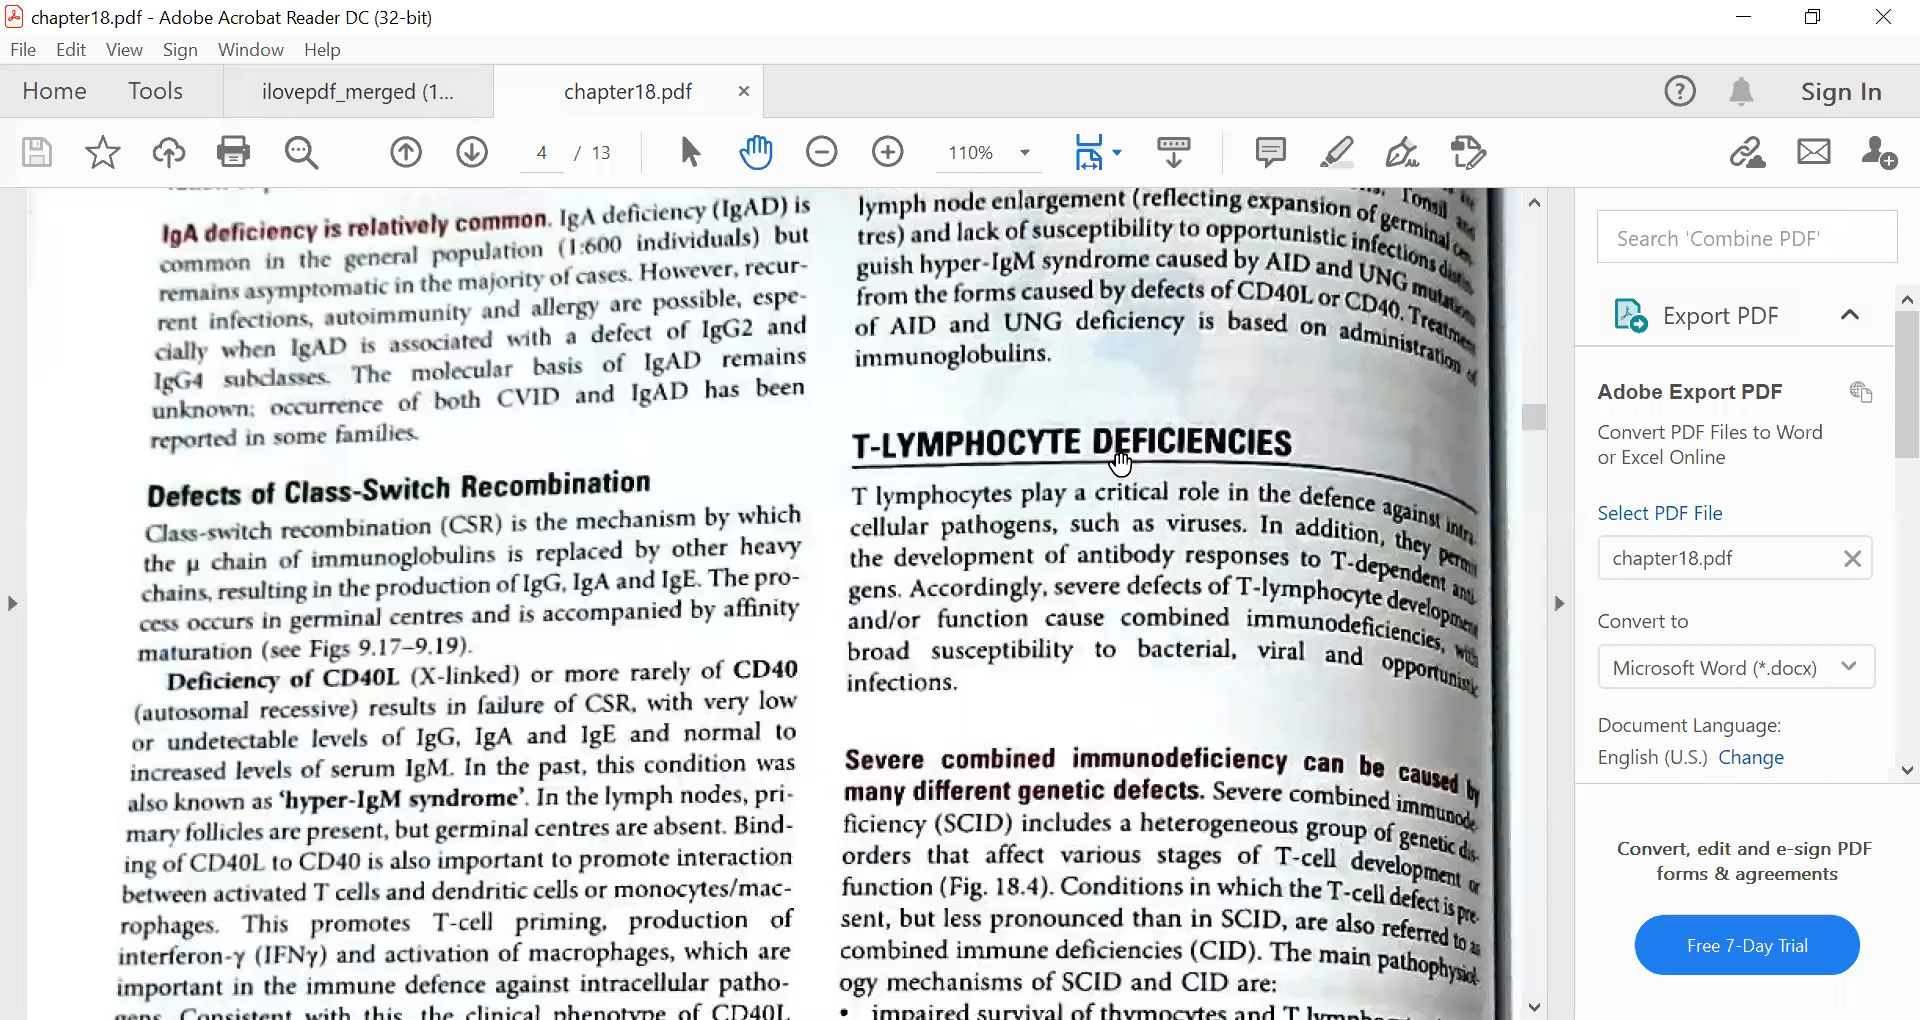 chapter18.pdf - Adobe Acrobat Reader DC (32-bit)
File Edit View Sign Window Help
Home Tools ilovepdf_merged (1... chapter18.pdf Sign In
4 / 13 110%
IgA deficiency is relatively common. IgA deficiency (IgAD) is
common in the general population (1:600 individuals) but
remains asymptomatic in the majority of cases. However, recur-
rent infections, autoimmunity and allergy are possible, espe-
cially when IgAD is associated with a defect of IgG2 and
IgG4 subclasses. The molecular basis of IgAD remains
unknown; occurrence of both CVID and IgAD has been
reported in some families.
Defects of Class-Switch Recombination
Class-switch recombination (CSR) is the mechanism by which
the μ chain of immunoglobulins is replaced by other heavy
chains, resulting in the production of IgG, IgA and IgE. The pro-
cess occurs in germinal centres and is accompanied by affinity
maturation (see Figs 9.17–9.19).
Deficiency of CD40L (X-linked) or more rarely of CD40
(autosomal recessive) results in failure of CSR, with very low
or undetectable levels of IgG, IgA and IgE and normal to
increased levels of serum IgM. In the past, this condition was
also known as ‘hyper-IgM syndrome’. In the lymph nodes, pri-
mary follicles are present, but germinal centres are absent. Bind-
ing of CD40L to CD40 is also important to promote interaction
between activated T cells and dendritic cells or monocytes/mac-
rophages. This promotes T-cell priming, production of
interferon-γ (IFNγ) and activation of macrophages, which are
important in the immune defence against intracellular patho-
gens. Consistent with this, the clinical phenotype of CD40L
Tonsil and
lymph node enlargement (reflecting expansion of germinal cen-
tres) and lack of susceptibility to opportunistic infections distin-
guish hyper-IgM syndrome caused by AID and UNG mutations
from the forms caused by defects of CD40L or CD40. Treatment
of AID and UNG deficiency is based on administration of
immunoglobulins.
T-LYMPHOCYTE DEFICIENCIES
T lymphocytes play a critical role in the defence against intra-
cellular pathogens, such as viruses. In addition, they permit
the development of antibody responses to T-dependent anti-
gens. Accordingly, severe defects of T-lymphocyte development
and/or function cause combined immunodeficiencies, with
broad susceptibility to bacterial, viral and opportunistic
infections.
Severe combined immunodeficiency can be caused by
many different genetic defects. Severe combined immunode-
ficiency (SCID) includes a heterogeneous group of genetic dis-
orders that affect various stages of T-cell development or
function (Fig. 18.4). Conditions in which the T-cell defect is pre-
sent, but less pronounced than in SCID, are also referred to as
combined immune deficiencies (CID). The main pathophysiol-
ogy mechanisms of SCID and CID are:
• impaired survival of thymocytes and T
Search 'Combine PDF'
Export PDF
Adobe Export PDF
Convert PDF Files to Word
or Excel Online
Select PDF File
chapter18.pdf
Convert to
Microsoft Word (*.docx)
Document Language:
English (U.S.) Change
Convert, edit and e-sign PDF
forms & agreements
Free 7-Day Trial